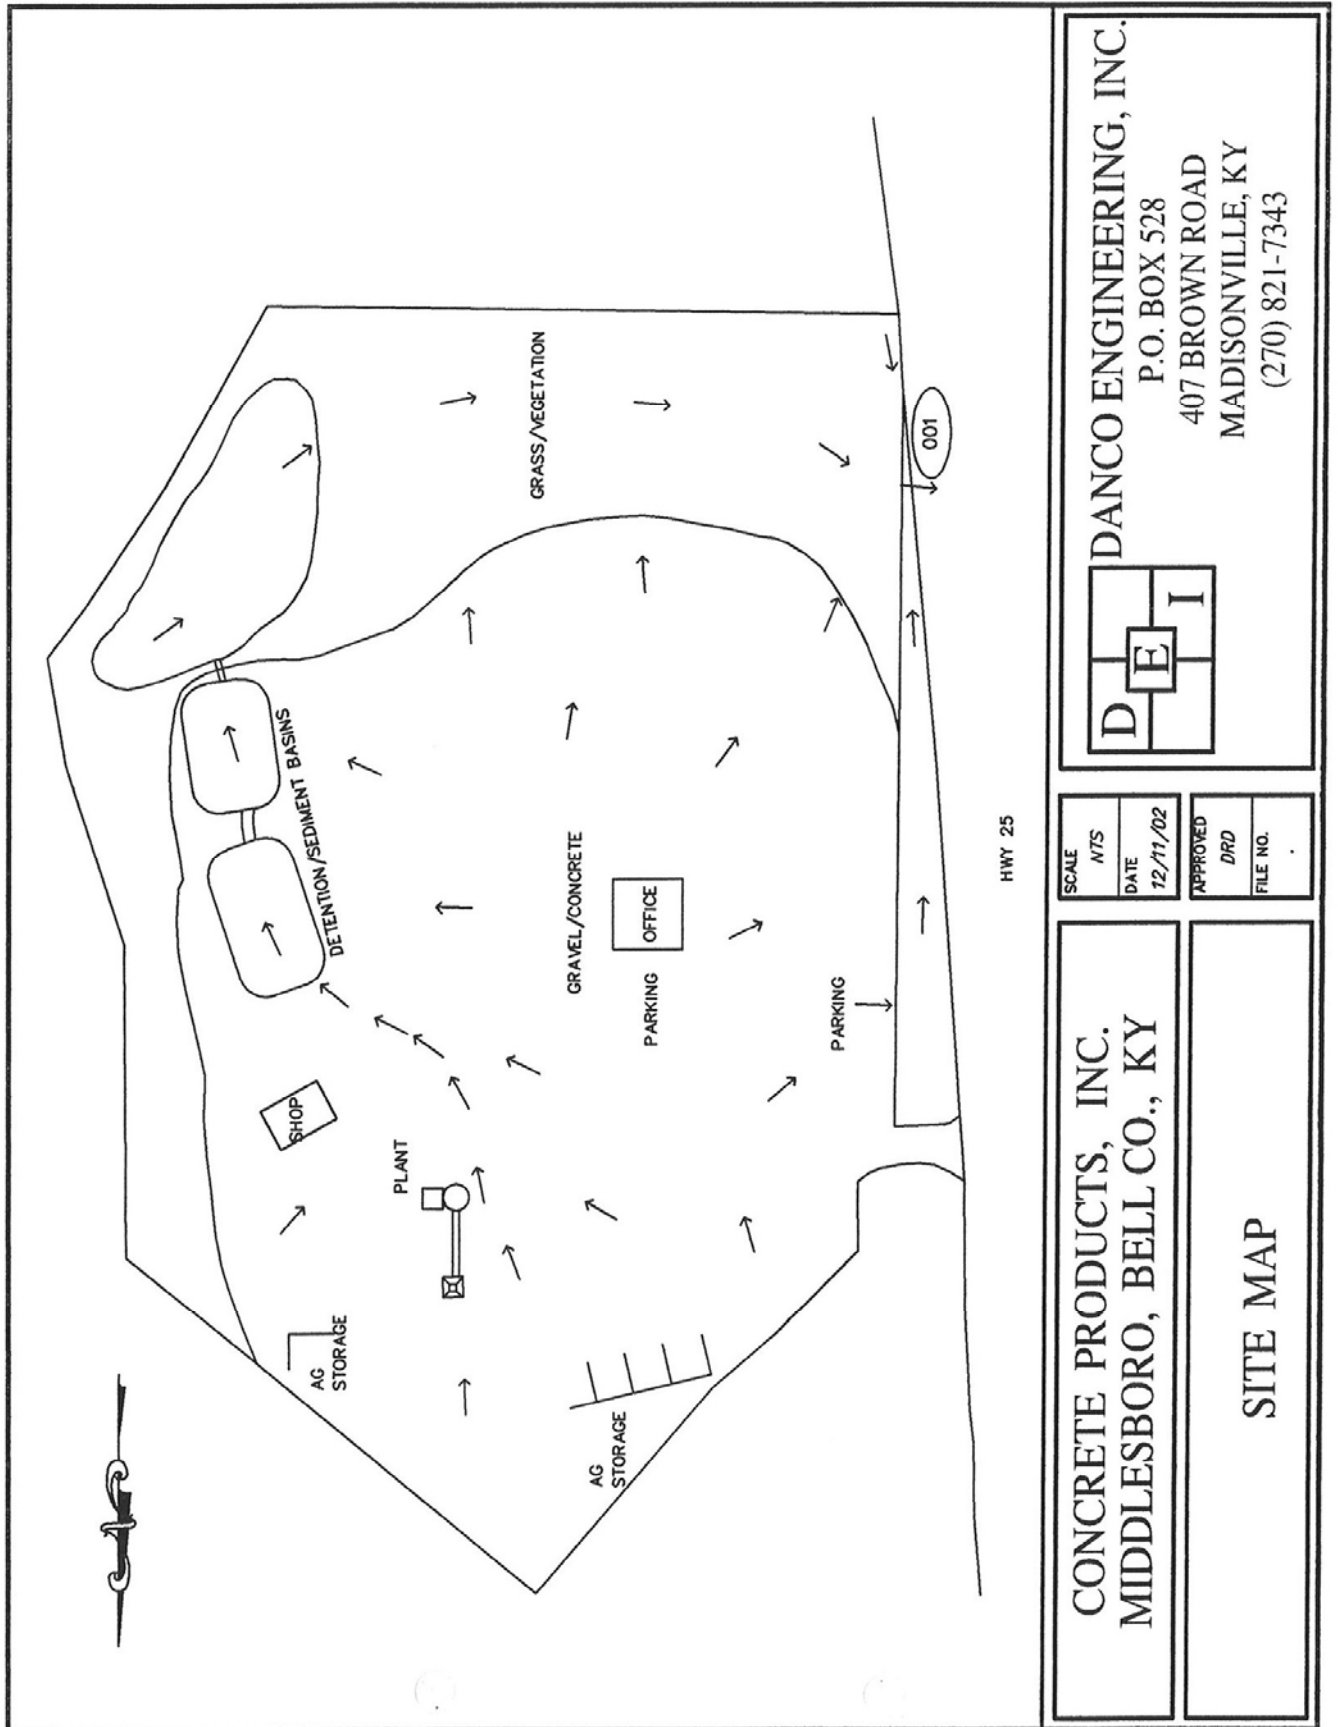 GRASS/VEGETATION
001
DETENTION/SEDIMENT BASINS
GRAVEL/CONCRETE
OFFICE
PARKING
PARKING
SHOP
PLANT
AG
STORAGE
AG
STORAGE
HWY 25
CONCRETE PRODUCTS, INC.
MIDDLESBORO, BELL CO., KY
SITE MAP
SCALE
NTS
DATE
12/11/02
APPROVED
DRD
FILE NO.
.
D
E
I
DANCO ENGINEERING, INC.
P.O. BOX 528
407 BROWN ROAD
MADISONVILLE, KY
(270) 821-7343